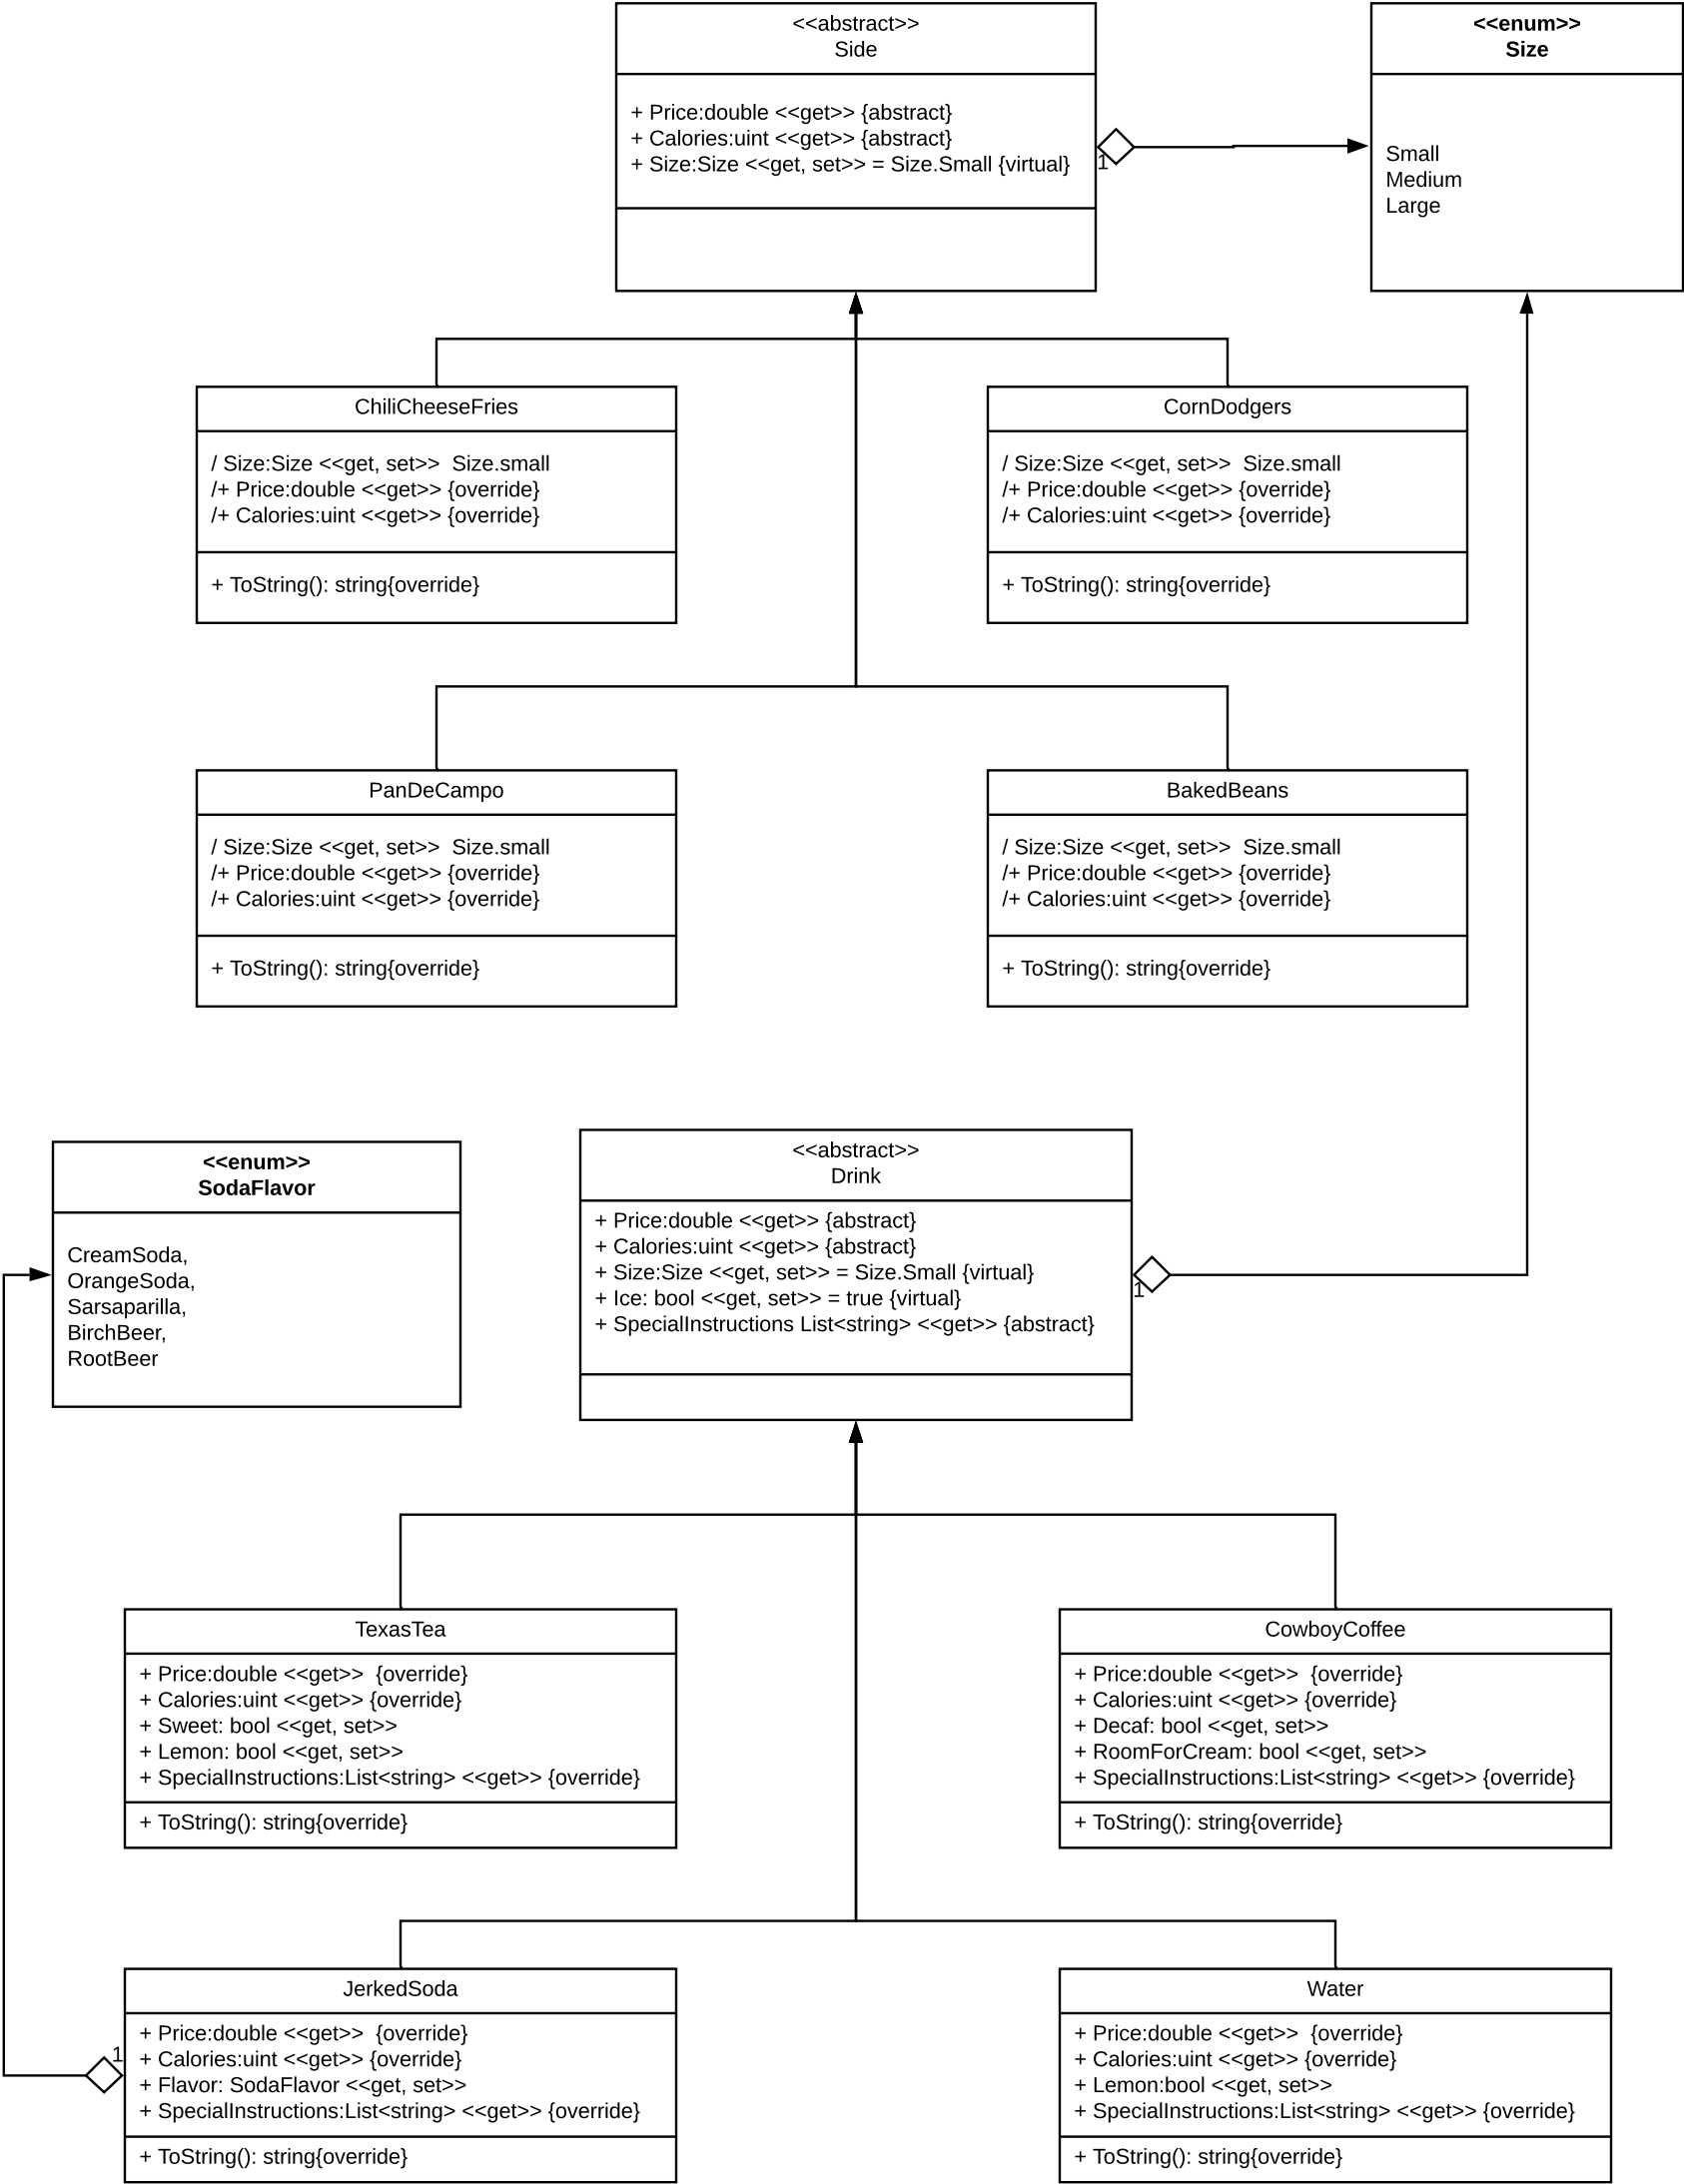 <<abstract>>
Side
+ Price:double <<get>> {abstract}
+ Calories:uint <<get>> {abstract}
+ Size:Size <<get, set>> = Size.Small {virtual}
1
<<enum>>
Size
Small
Medium
Large
ChiliCheeseFries
/ Size:Size <<get, set>>  Size.small
/+ Price:double <<get>> {override}
/+ Calories:uint <<get>> {override}
+ ToString(): string{override}
CornDodgers
/ Size:Size <<get, set>>  Size.small
/+ Price:double <<get>> {override}
/+ Calories:uint <<get>> {override}
+ ToString(): string{override}
PanDeCampo
/ Size:Size <<get, set>>  Size.small
/+ Price:double <<get>> {override}
/+ Calories:uint <<get>> {override}
+ ToString(): string{override}
BakedBeans
/ Size:Size <<get, set>>  Size.small
/+ Price:double <<get>> {override}
/+ Calories:uint <<get>> {override}
+ ToString(): string{override}
<<enum>>
SodaFlavor
CreamSoda,
OrangeSoda,
Sarsaparilla,
BirchBeer,
RootBeer
<<abstract>>
Drink
+ Price:double <<get>> {abstract}
+ Calories:uint <<get>> {abstract}
+ Size:Size <<get, set>> = Size.Small {virtual}
+ Ice: bool <<get, set>> = true {virtual}
+ SpecialInstructions List<string> <<get>> {abstract}
1
TexasTea
+ Price:double <<get>>  {override}
+ Calories:uint <<get>> {override}
+ Sweet: bool <<get, set>>
+ Lemon: bool <<get, set>>
+ SpecialInstructions:List<string> <<get>> {override}
+ ToString(): string{override}
CowboyCoffee
+ Price:double <<get>>  {override}
+ Calories:uint <<get>> {override}
+ Decaf: bool <<get, set>>
+ RoomForCream: bool <<get, set>>
+ SpecialInstructions:List<string> <<get>> {override}
+ ToString(): string{override}
JerkedSoda
+ Price:double <<get>>  {override}
+ Calories:uint <<get>> {override}
+ Flavor: SodaFlavor <<get, set>>
+ SpecialInstructions:List<string> <<get>> {override}
+ ToString(): string{override}
1
Water
+ Price:double <<get>>  {override}
+ Calories:uint <<get>> {override}
+ Lemon:bool <<get, set>>
+ SpecialInstructions:List<string> <<get>> {override}
+ ToString(): string{override}